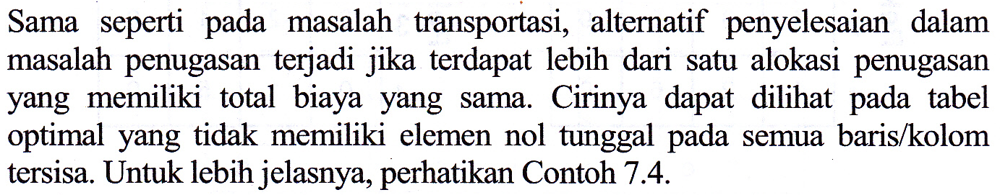 Sama seperti pada masalah transportasi, alternatif penyelesaian dalam
masalah penugasan terjadi jika terdapat lebih dari satu alokasi penugasan
yang memiliki total biaya yang sama. Cirinya dapat dilihat pada tabel
optimal yang tidak memiliki elemen nol tunggal pada semua baris/kolom
tersisa. Untuk lebih jelasnya, perhatikan Contoh 7.4.